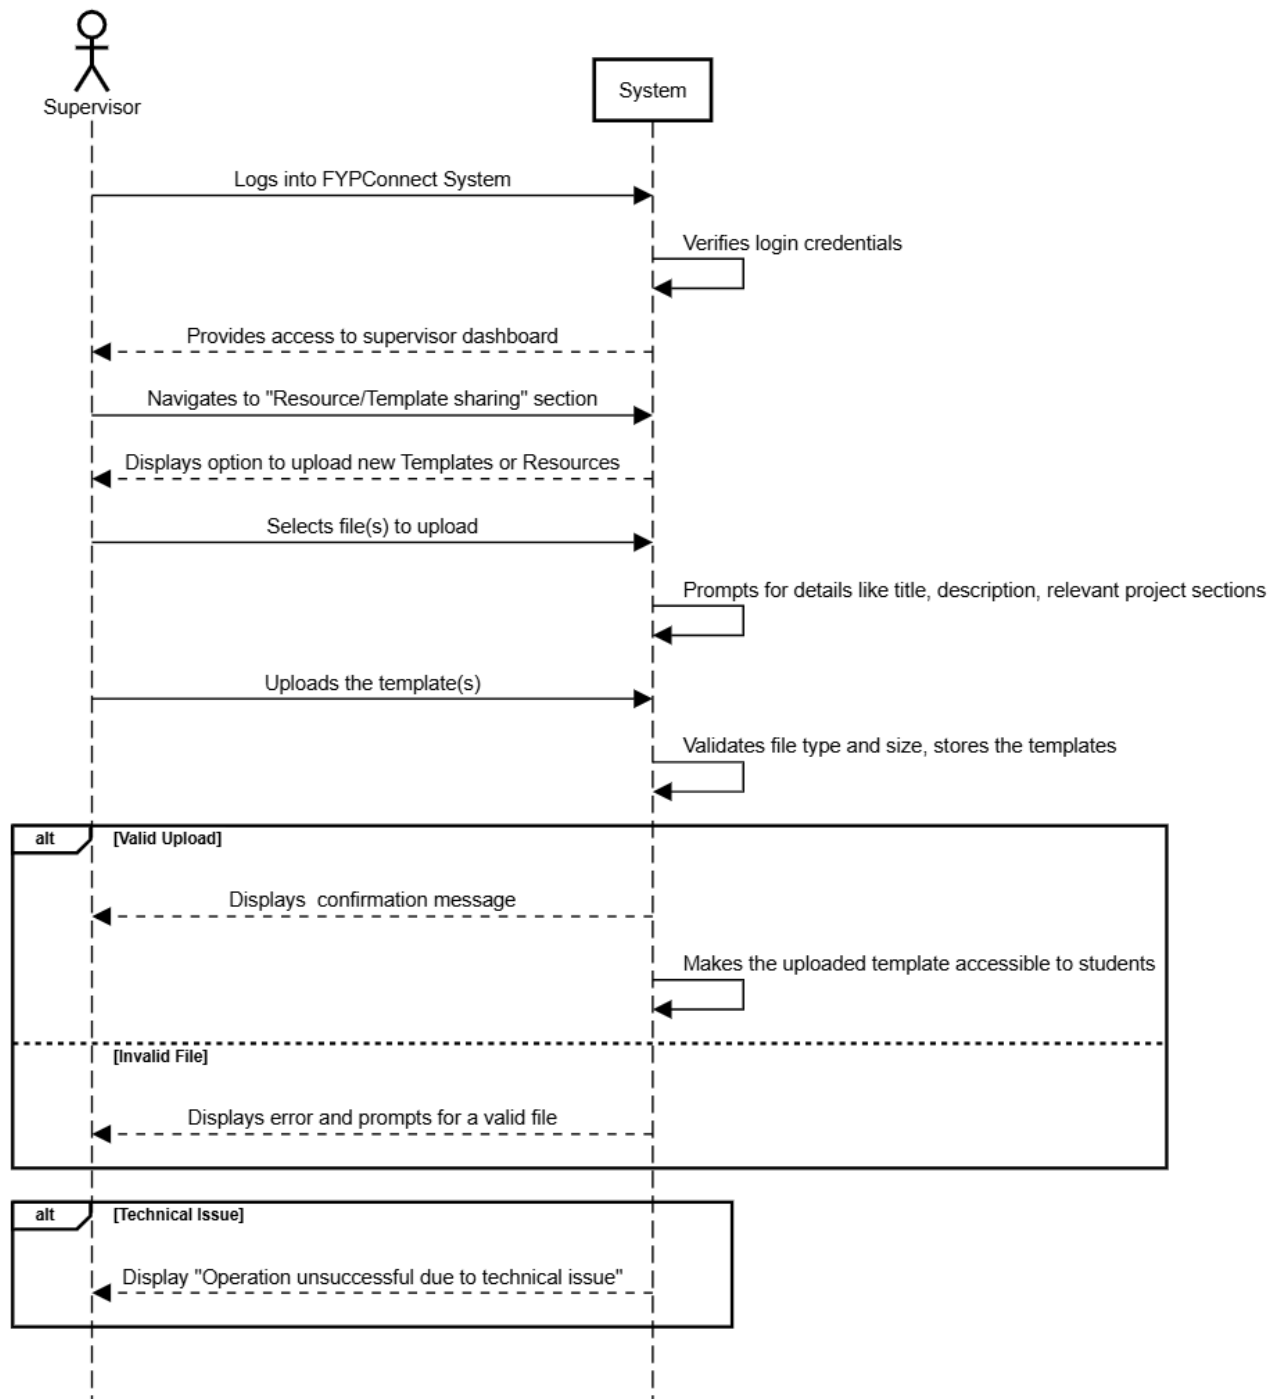 Supervisor
System
Logs into FYPConnect System
Verifies login credentials
Provides access to supervisor dashboard
Navigates to "Resource/Template sharing" section
Displays option to upload new Templates or Resources
Selects file(s) to upload
Prompts for details like title, description, relevant project sections
Uploads the template(s)
Validates file type and size, stores the templates
alt [Valid Upload]
Displays  confirmation message
Makes the uploaded template accessible to students
[Invalid File]
Displays error and prompts for a valid file
alt [Technical Issue]
Display "Operation unsuccessful due to technical issue"